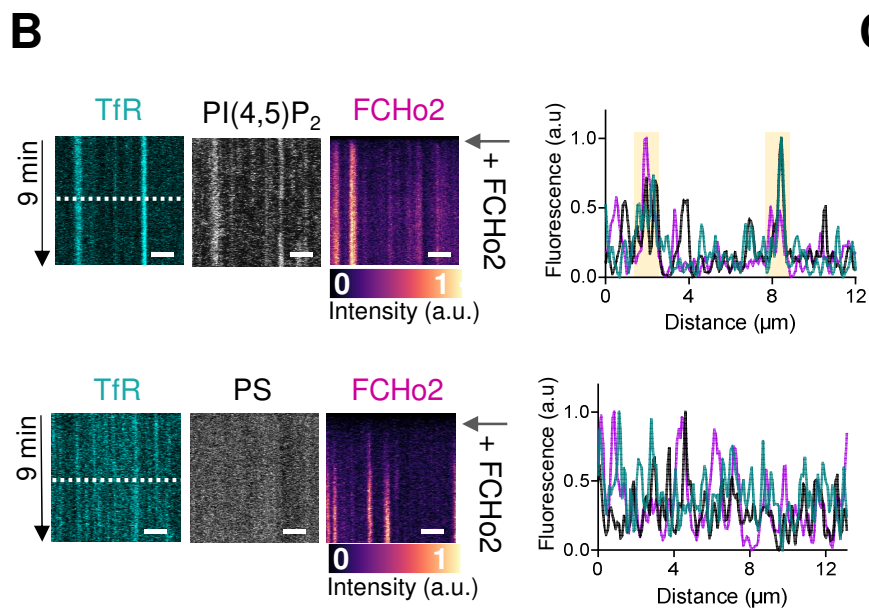 B
TfR PI(4,5)P2 FCHo2
9 min
+ FCHo2
0 1
Intensity (a.u.)
Fluorescence (a.u)
1.0
0.5
0.0
0 4 8 12
Distance (µm)
TfR PS FCHo2
9 min
+ FCHo2
0 1
Intensity (a.u.)
Fluorescence (a.u)
1.0
0.5
0.0
0 4 8 12
Distance (µm)